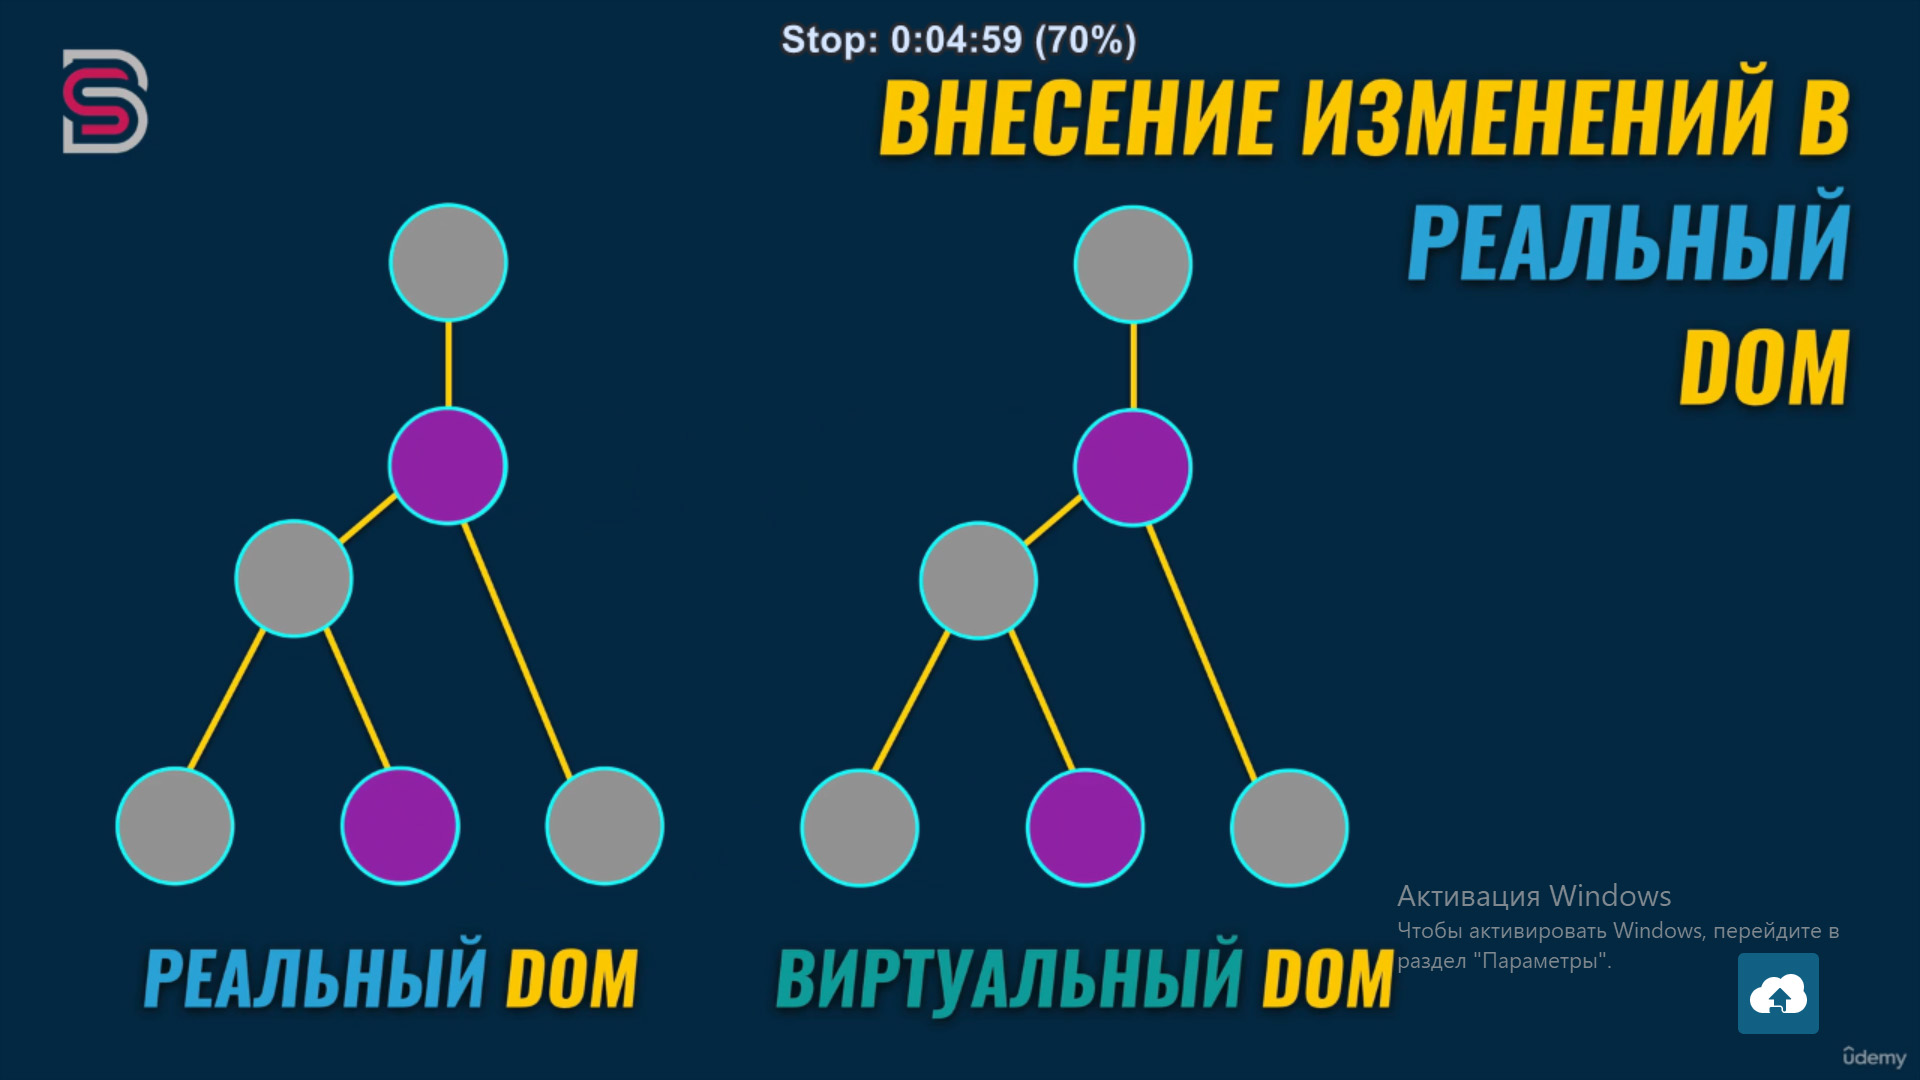 Stop: 0:04:59 (70%)
ВНЕСЕНИЕ ИЗМЕНЕНИЙ В
РЕАЛЬНЫЙ
DOM
РЕАЛЬНЫЙ DOM
ВИРТУАЛЬНЫЙ DOM
Активация Windows
Чтобы активировать Windows, перейдите в
раздел "Параметры".
ûdemy